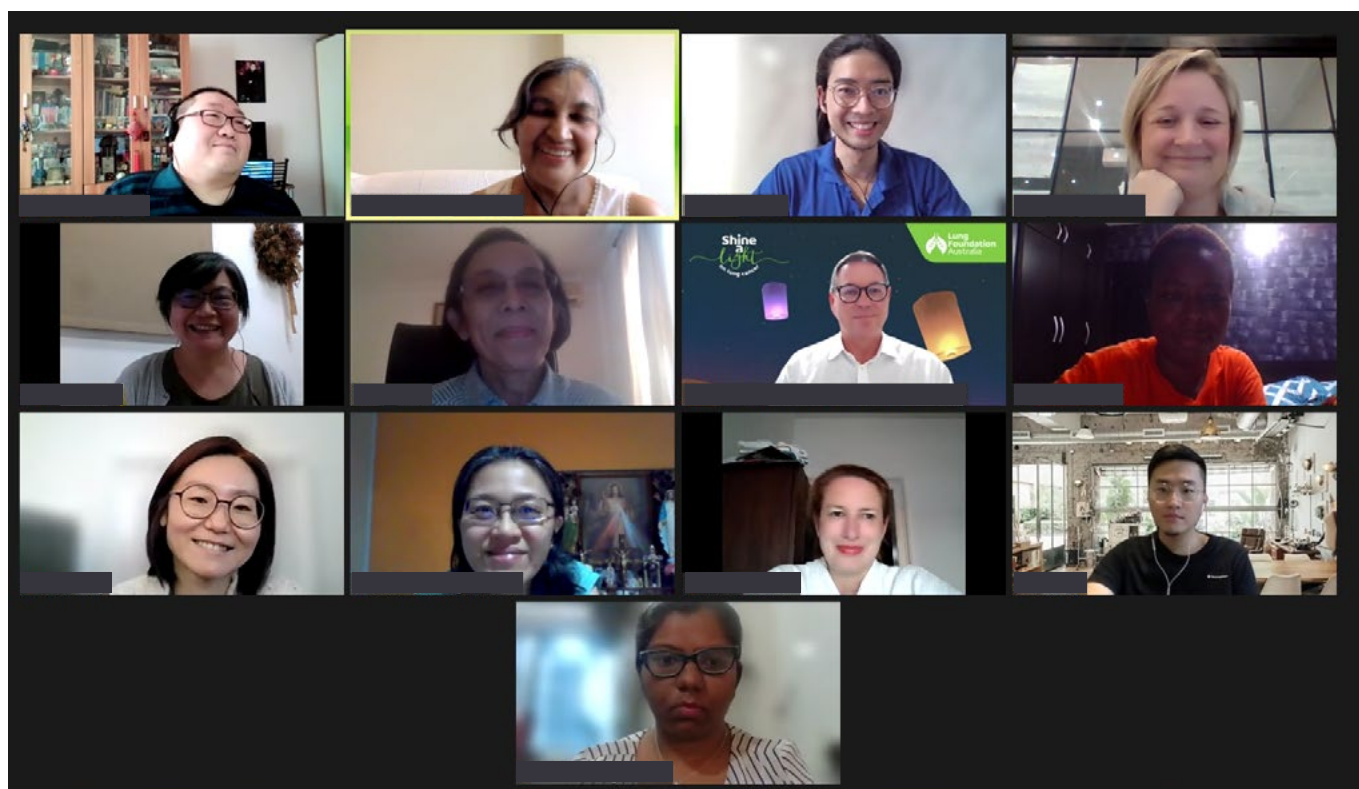 Shine
a
light
on lung cancer
Lung
Foundation
Australia